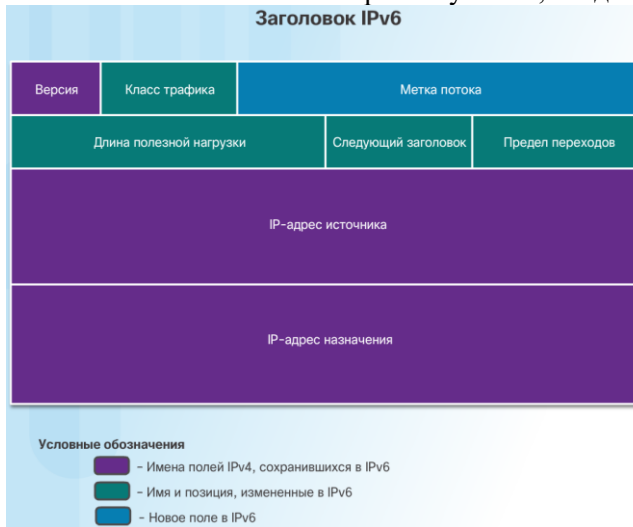 Заголовок IPv6
Версия Класс трафика Метка потока
Длина полезной нагрузки Следующий заголовок Предел переходов
IP-адрес источника
IP-адрес назначения
Условные обозначения
– Имена полей IPv4, сохранившихся в IPv6
– Имя и позиция, измененные в IPv6
– Новое поле в IPv6